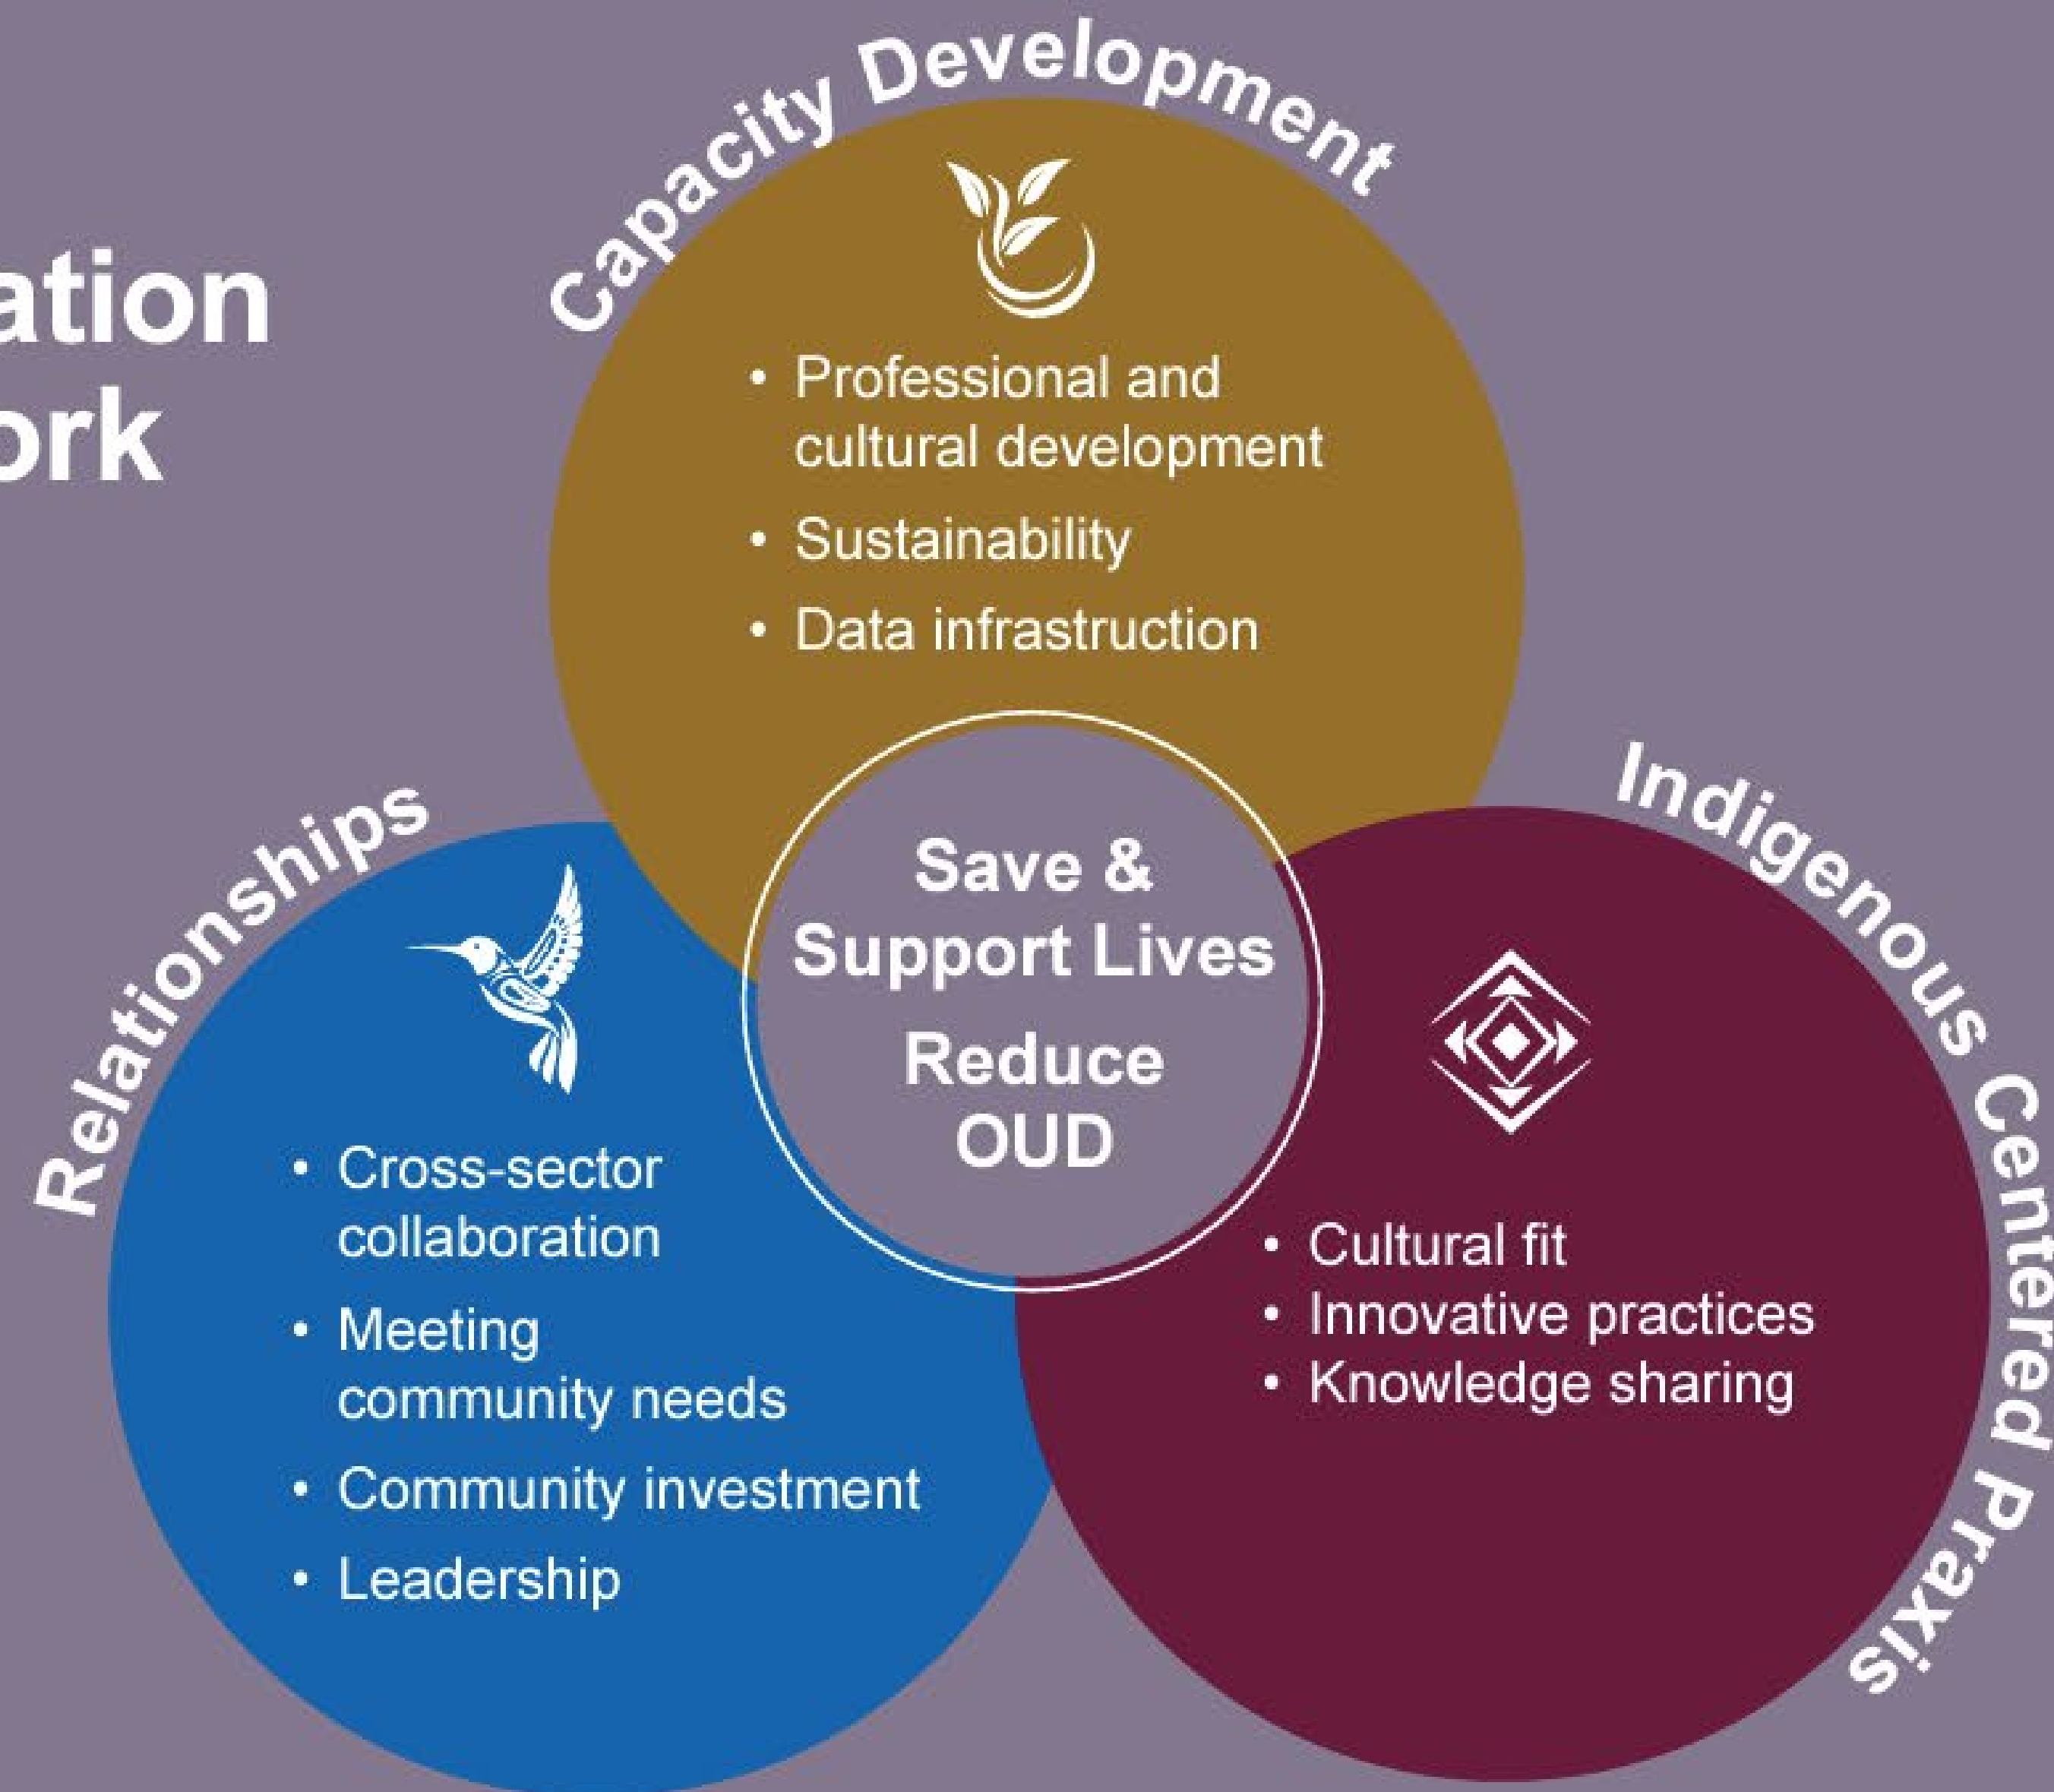 ation
ork
Capacity Development
• Professional and
cultural development
• Sustainability
• Data infrastruction
Save &
Support Lives
Reduce
OUD
Relationships
• Cross-sector
collaboration
• Meeting
community needs
• Community investment
• Leadership
Indigenous Centered Praxis
• Cultural fit
• Innovative practices
• Knowledge sharing